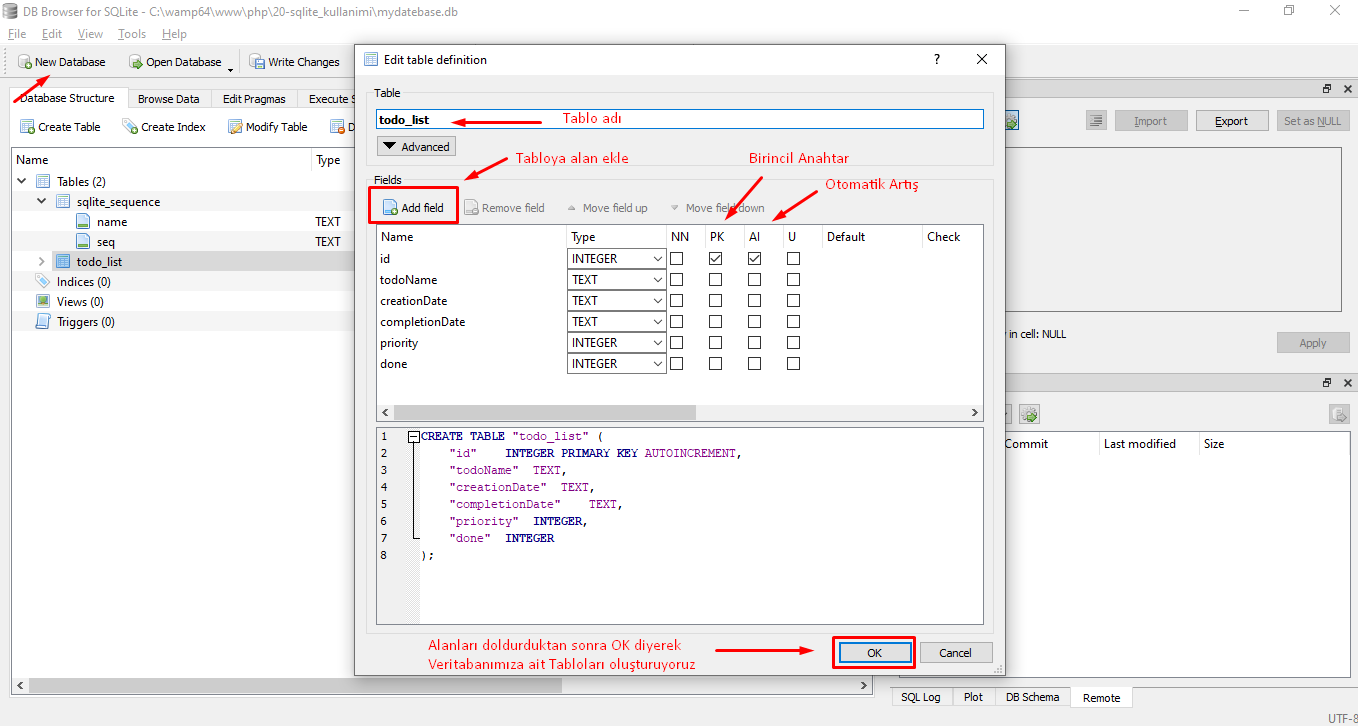 DB Browser for SQLite - C:\wamp64\www\php\20-sqlite_kullanimi\mydatebase.db
File Edit View Tools Help
New Database Open Database Write Changes
Database Structure Browse Data Edit Pragmas Execute S
Create Table Create Index Modify Table D
Name Type
Tables (2)
sqlite_sequence
name TEXT
seq TEXT
todo_list
Indices (0)
Views (0)
Triggers (0)
Edit table definition ? 
Table
todo_list
Tablo adı
Advanced
Tabloya alan ekle
Birincil Anahtar
Otomatik Artış
Fields
Add field Remove field Move field up Move field down
Name Type NN PK AI U Default Check
id INTEGER
todoName TEXT
creationDate TEXT
completionDate TEXT
priority INTEGER
done INTEGER
1 CREATE TABLE "todo_list" (
2 "id" INTEGER PRIMARY KEY AUTOINCREMENT,
3 "todoName" TEXT,
4 "creationDate" TEXT,
5 "completionDate" TEXT,
6 "priority" INTEGER,
7 "done" INTEGER
8 );
Alanları doldurduktan sonra OK diyerek
Veritabanımıza ait Tabloları oluşturuyoruz
OK Cancel
Import Export Set as NULL
in cell: NULL
Apply
Commit Last modified Size
SQL Log Plot DB Schema Remote
UTF-8